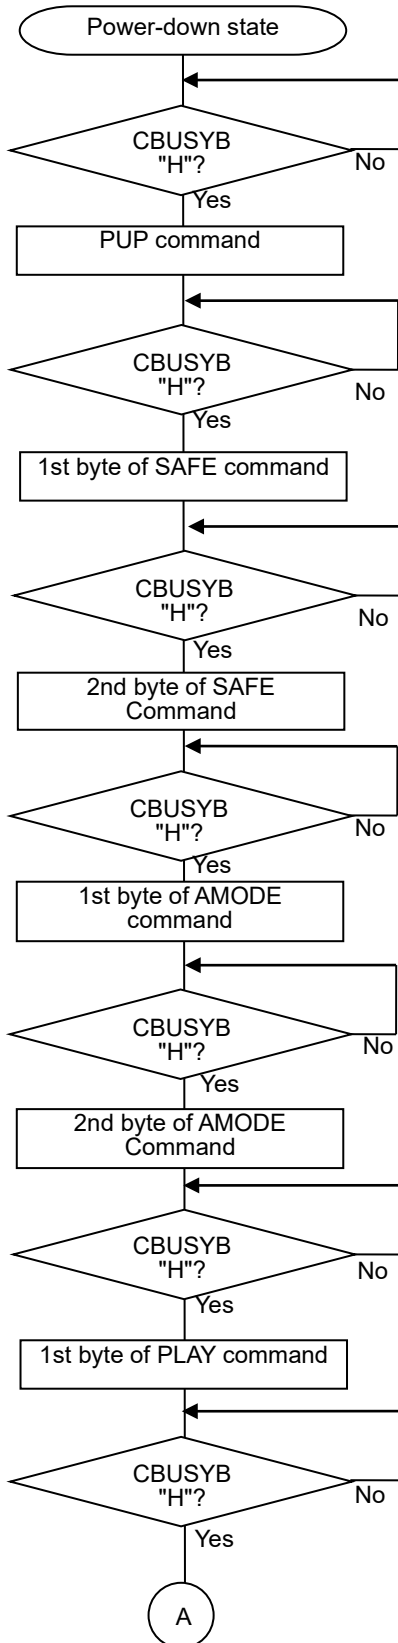 Power-down state
CBUSYB
"H"?
No
Yes
PUP command
CBUSYB
"H"?
No
Yes
1st byte of SAFE command
CBUSYB
"H"?
No
Yes
2nd byte of SAFE
Command
CBUSYB
"H"?
No
Yes
1st byte of AMODE
command
CBUSYB
"H"?
No
Yes
2nd byte of AMODE
Command
CBUSYB
"H"?
No
Yes
1st byte of PLAY command
CBUSYB
"H"?
No
Yes
A